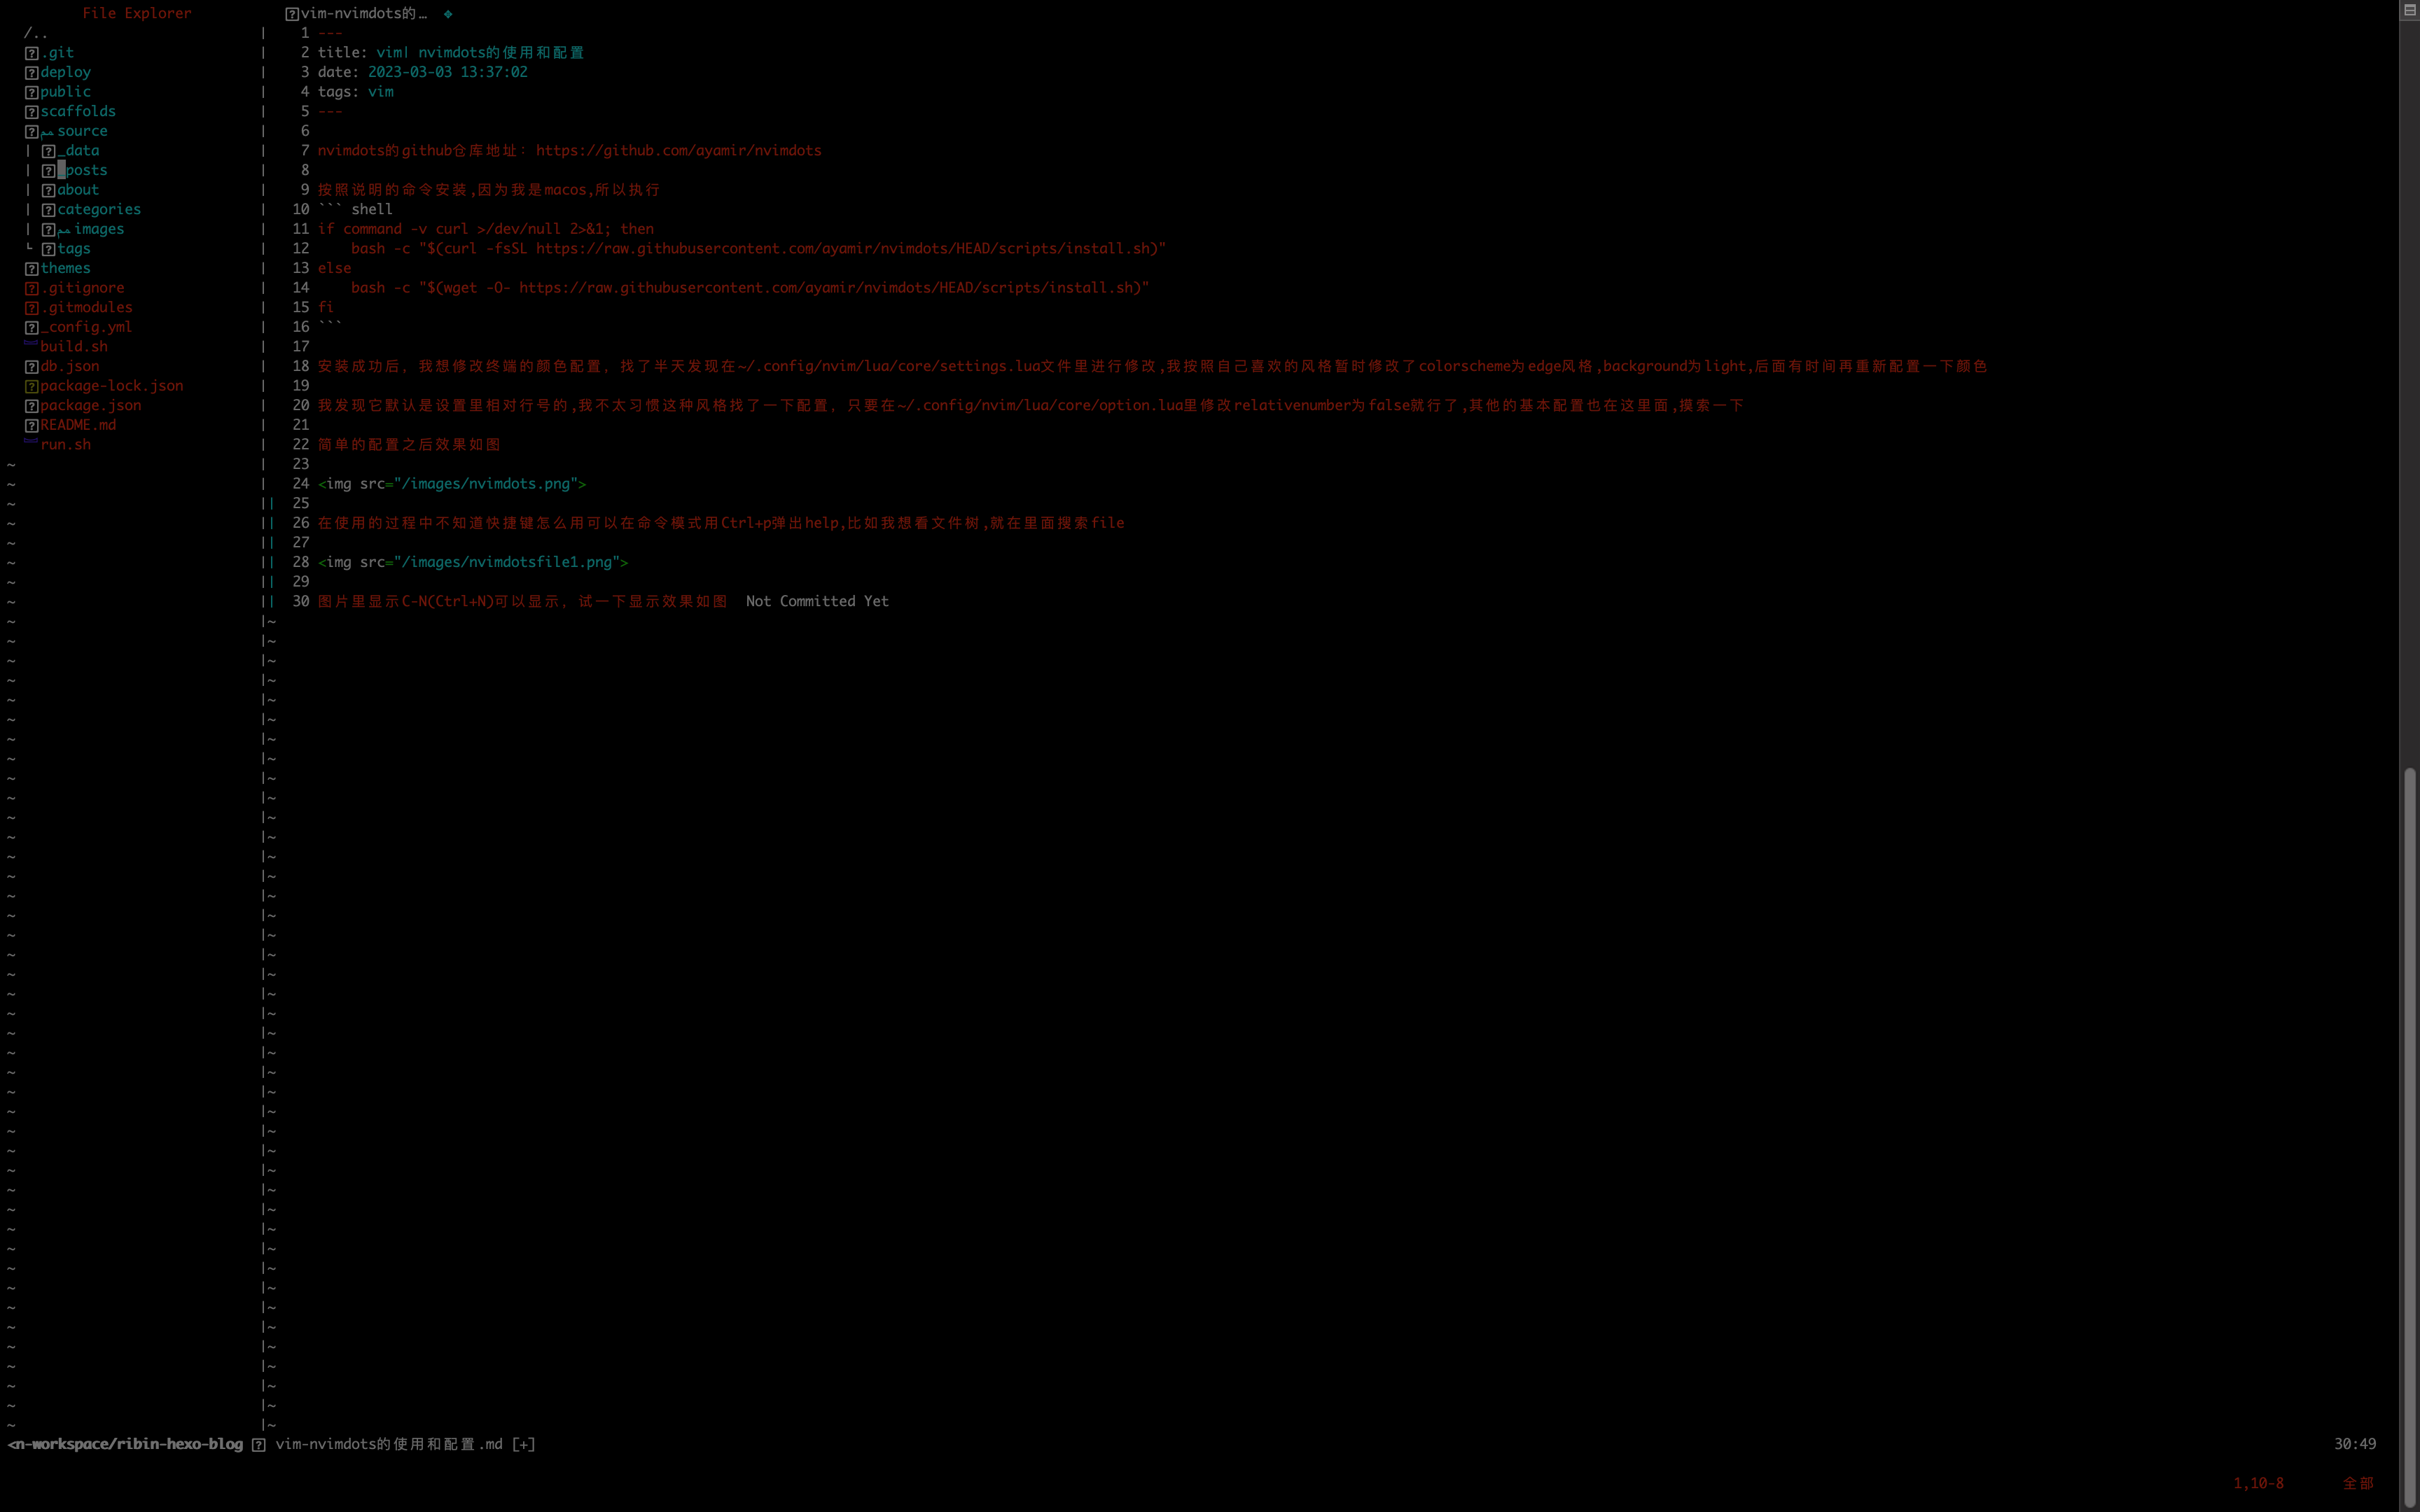 File Explorer
/..
.git
deploy
public
scaffolds
source
_data
_posts
about
categories
images
tags
themes
.gitignore
.gitmodules
_config.yml
build.sh
db.json
package-lock.json
package.json
README.md
run.sh
vim-nvimdots的…
1 ---
2 title: vim| nvimdots的使用和配置
3 date: 2023-03-03 13:37:02
4 tags: vim
5 ---
6
7 nvimdots的github仓库地址：https://github.com/ayamir/nvimdots
8
9 按照说明的命令安装,因为我是macos,所以执行
10 ``` shell
11 if command -v curl >/dev/null 2>&1; then
12     bash -c "$(curl -fsSL https://raw.githubusercontent.com/ayamir/nvimdots/HEAD/scripts/install.sh)"
13 else
14     bash -c "$(wget -O- https://raw.githubusercontent.com/ayamir/nvimdots/HEAD/scripts/install.sh)"
15 fi
16 ```
17
18 安装成功后，我想修改终端的颜色配置，找了半天发现在~/.config/nvim/lua/core/settings.lua文件里进行修改,我按照自己喜欢的风格暂时修改了colorscheme为edge风格,background为light,后面有时间再重新配置一下颜色
19
20 我发现它默认是设置里相对行号的,我不太习惯这种风格找了一下配置，只要在~/.config/nvim/lua/core/option.lua里修改relativenumber为false就行了,其他的基本配置也在这里面,摸索一下
21
22 简单的配置之后效果如图
23
24 <img src="/images/nvimdots.png">
25
26 在使用的过程中不知道快捷键怎么用可以在命令模式用Ctrl+p弹出help,比如我想看文件树,就在里面搜索file
27
28 <img src="/images/nvimdotsfile1.png">
29
30 图片里显示C-N(Ctrl+N)可以显示，试一下显示效果如图  Not Committed Yet
<n-workspace/ribin-hexo-blog vim-nvimdots的使用和配置.md [+] 30:49
1,10-8 全部